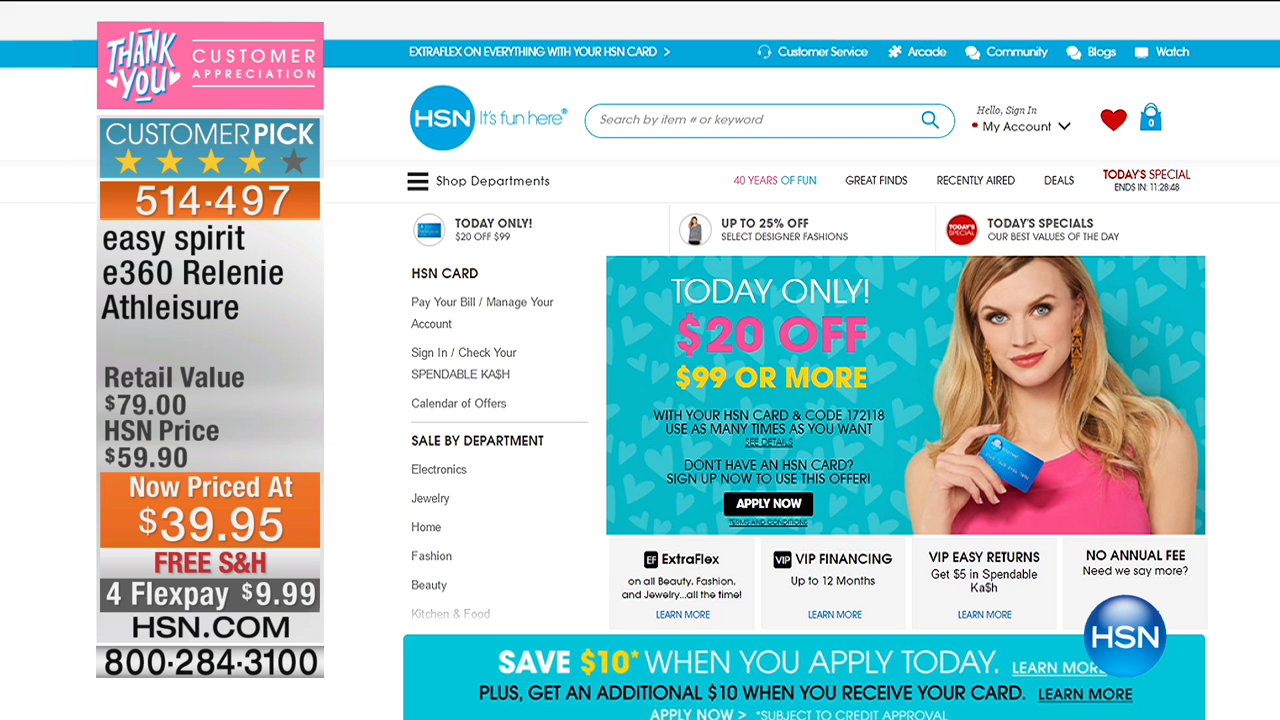 THANK
YOU
CUSTOMER
APPRECIATION
CUSTOMER PICK
514·497
easy spirit
e360 Relenie
Athleisure
Retail Value
$79.00
HSN Price
$59.90
Now Priced At
$39.95
FREE S&H
4 Flexpay $9.99
HSN.COM
800·284·3100
EXTRAFLEX ON EVERYTHING WITH YOUR HSN CARD >
Customer Service
Arcade
Community
Blogs
Watch
HSN
It's fun here®
Search by item # or keyword
Hello, Sign In
My Account
0
Shop Departments
40 YEARS OF FUN
GREAT FINDS
RECENTLY AIRED
DEALS
TODAY'S SPECIAL
ENDS IN: 11:28:48
TODAY ONLY!
$20 OFF $99
UP TO 25% OFF
SELECT DESIGNER FASHIONS
TODAY'S
SPECIAL
TODAY'S SPECIALS
OUR BEST VALUES OF THE DAY
HSN CARD
Pay Your Bill / Manage Your
Account
Sign In / Check Your
SPENDABLE KA$H
Calendar of Offers
SALE BY DEPARTMENT
Electronics
Jewelry
Home
Fashion
Beauty
Kitchen & Food
TODAY ONLY!
$20 OFF
$99 OR MORE
WITH YOUR HSN CARD & CODE 172118
USE AS MANY TIMES AS YOU WANT
SEE DETAILS
DON'T HAVE AN HSN CARD?
SIGN UP NOW TO USE THIS OFFER!
APPLY NOW
TERMS AND CONDITIONS
EF ExtraFlex
on all Beauty, Fashion,
and Jewelry...all the time!
LEARN MORE
VIP VIP FINANCING
Up to 12 Months
LEARN MORE
VIP EASY RETURNS
Get $5 in Spendable
Ka$h
LEARN MORE
NO ANNUAL FEE
Need we say more?
HSN
SAVE $10* WHEN YOU APPLY TODAY. LEARN MORE
PLUS, GET AN ADDITIONAL $10 WHEN YOU RECEIVE YOUR CARD. LEARN MORE
APPLY NOW > *SUBJECT TO CREDIT APPROVAL